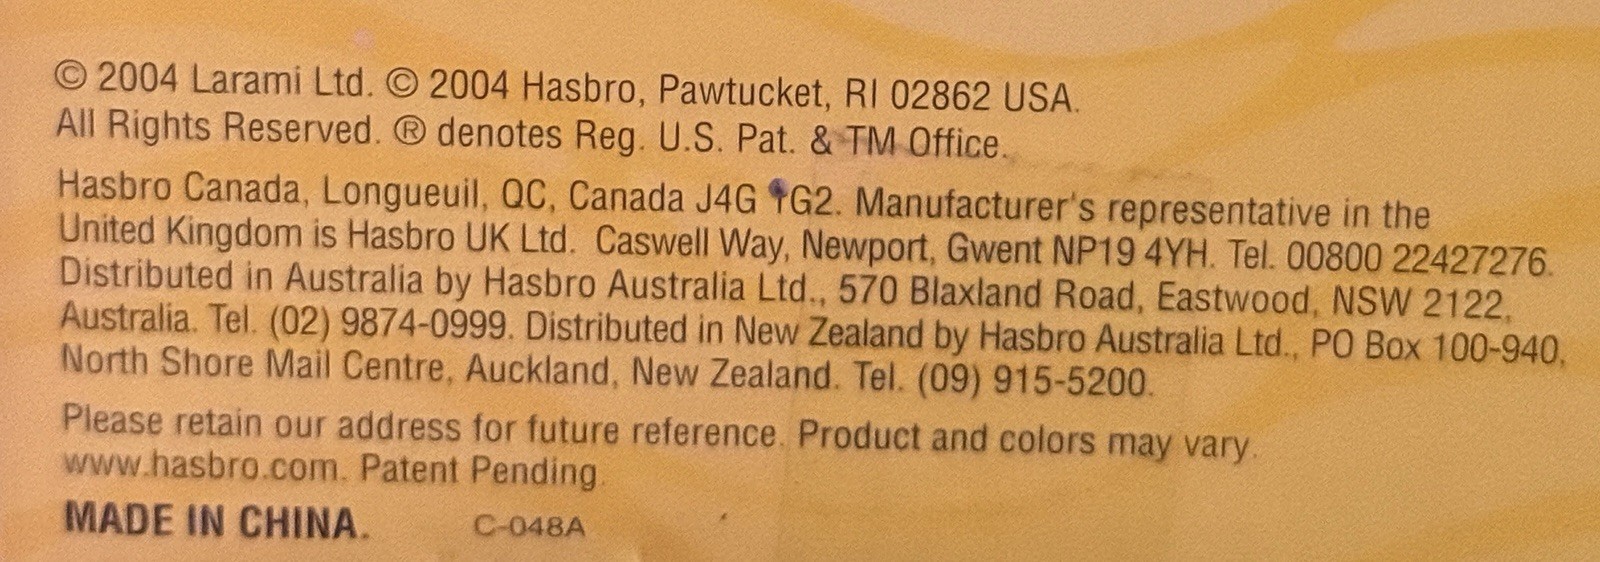 © 2004 Larami Ltd. © 2004 Hasbro, Pawtucket, RI 02862 USA.
All Rights Reserved. ® denotes Reg. U.S. Pat. & TM Office.
Hasbro Canada, Longueuil, QC, Canada J4G 1G2. Manufacturer's representative in the
United Kingdom is Hasbro UK Ltd. Caswell Way, Newport, Gwent NP19 4YH. Tel. 00800 22427276.
Distributed in Australia by Hasbro Australia Ltd., 570 Blaxland Road, Eastwood, NSW 2122,
Australia. Tel. (02) 9874-0999. Distributed in New Zealand by Hasbro Australia Ltd., PO Box 100-940,
North Shore Mail Centre, Auckland, New Zealand. Tel. (09) 915-5200.
Please retain our address for future reference. Product and colors may vary.
www.hasbro.com. Patent Pending.
MADE IN CHINA. C-048A